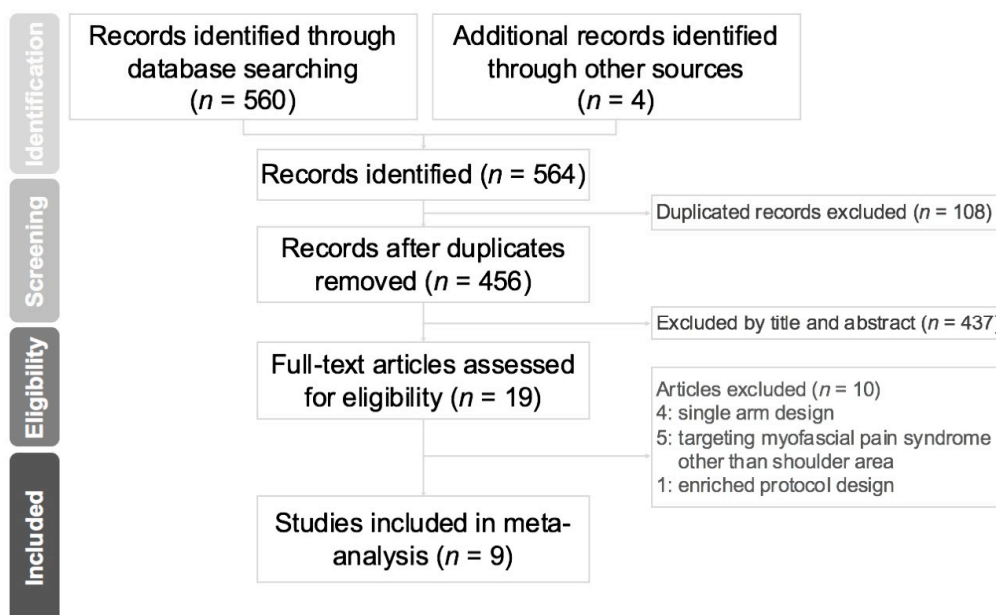 Identification
Records identified through
database searching
(n = 560)
Additional records identified
through other sources
(n = 4)
Records identified (n = 564)
Screening
Duplicated records excluded (n = 108)
Records after duplicates
removed (n = 456)
Excluded by title and abstract (n = 437)
Eligibility
Full-text articles assessed
for eligibility (n = 19)
Articles excluded (n = 10)
4: single arm design
5: targeting myofascial pain syndrome
other than shoulder area
1: enriched protocol design
Included
Studies included in meta-
analysis (n = 9)